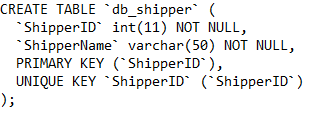 CREATE TABLE `db_shipper` (
  `ShipperID` int(11) NOT NULL,
  `ShipperName` varchar(50) NOT NULL,
  PRIMARY KEY (`ShipperID`),
  UNIQUE KEY `ShipperID` (`ShipperID`)
);